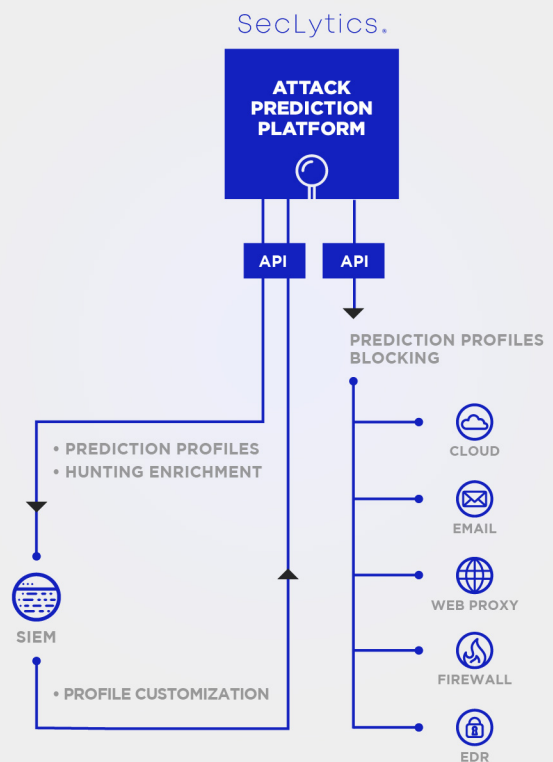 SecLytics®
ATTACK
PREDICTION
PLATFORM
API
API
PREDICTION PROFILES
BLOCKING
• PREDICTION PROFILES
• HUNTING ENRICHMENT
CLOUD
EMAIL
WEB PROXY
SIEM
FIREWALL
• PROFILE CUSTOMIZATION
EDR